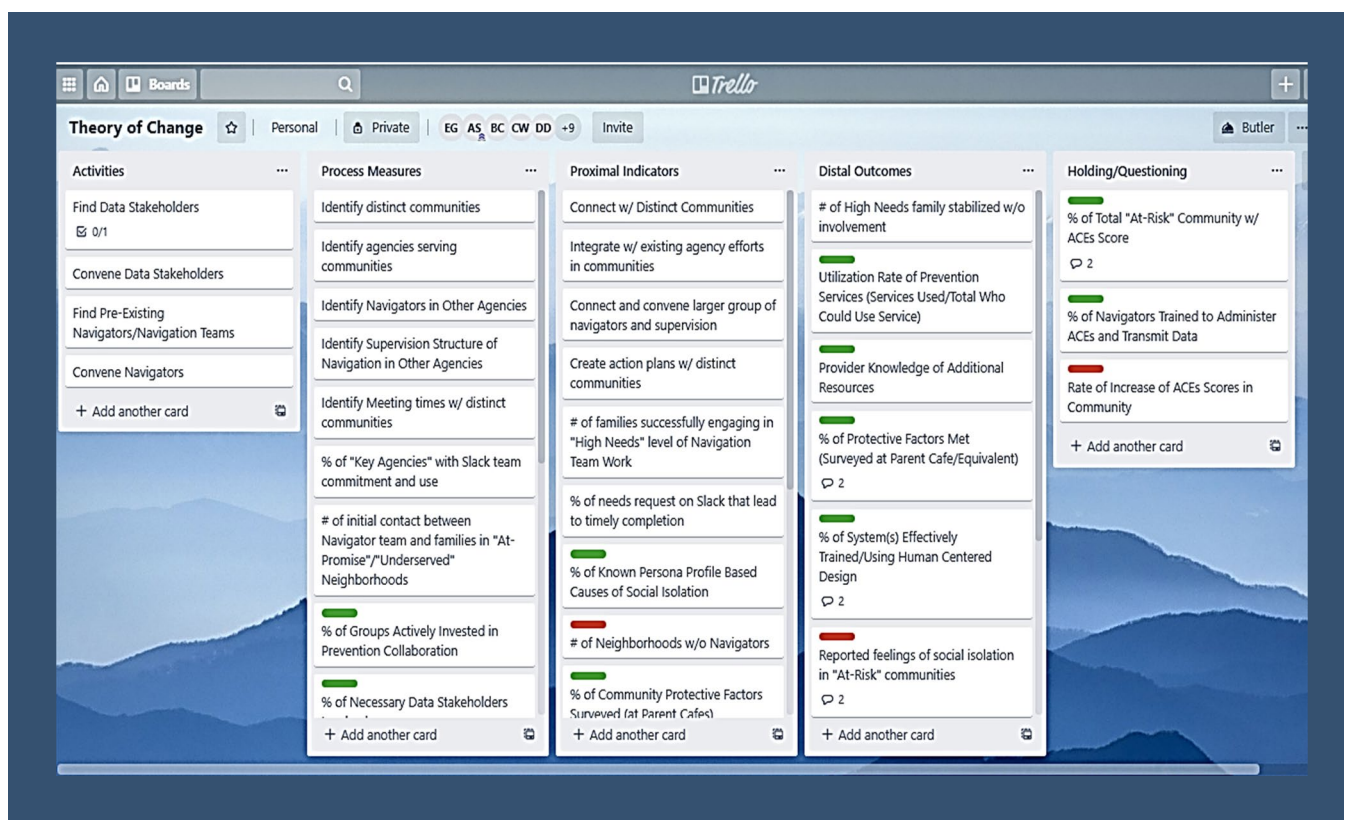 Boards
Trello
Theory of Change
Personal
Private
EG AS BC CW DD +9
Invite
Butler
Activities
Find Data Stakeholders
0/1
Convene Data Stakeholders
Find Pre-Existing
Navigators/Navigation Teams
Convene Navigators
+ Add another card
Process Measures
Identify distinct communities
Identify agencies serving
communities
Identify Navigators in Other Agencies
Identify Supervision Structure of
Navigation in Other Agencies
Identify Meeting times w/ distinct
communities
% of "Key Agencies" with Slack team
commitment and use
# of initial contact between
Navigator team and families in "At-
Promise"/"Underserved"
Neighborhoods
% of Groups Actively Invested in
Prevention Collaboration
% of Necessary Data Stakeholders
+ Add another card
Proximal Indicators
Connect w/ Distinct Communities
Integrate w/ existing agency efforts
in communities
Connect and convene larger group of
navigators and supervision
Create action plans w/ distinct
communities
# of families successfully engaging in
"High Needs" level of Navigation
Team Work
% of needs request on Slack that lead
to timely completion
% of Known Persona Profile Based
Causes of Social Isolation
# of Neighborhoods w/o Navigators
% of Community Protective Factors
Surveyed (at Parent Cafes)
+ Add another card
Distal Outcomes
# of High Needs family stabilized w/o
involvement
Utilization Rate of Prevention
Services (Services Used/Total Who
Could Use Service)
Provider Knowledge of Additional
Resources
% of Protective Factors Met
(Surveyed at Parent Cafe/Equivalent)
2
% of System(s) Effectively
Trained/Using Human Centered
Design
2
Reported feelings of social isolation
in "At-Risk" communities
2
+ Add another card
Holding/Questioning
% of Total "At-Risk" Community w/
ACEs Score
2
% of Navigators Trained to Administer
ACEs and Transmit Data
Rate of Increase of ACEs Scores in
Community
+ Add another card